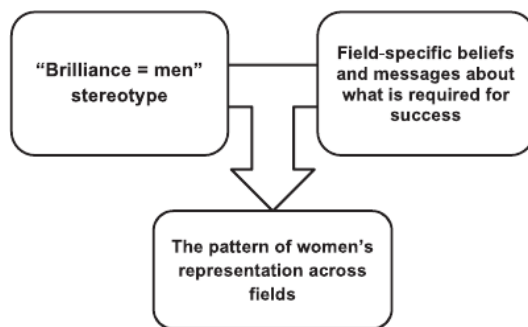 “Brilliance = men”
stereotype
Field-specific beliefs
and messages about
what is required for
success
The pattern of women’s
representation across
fields